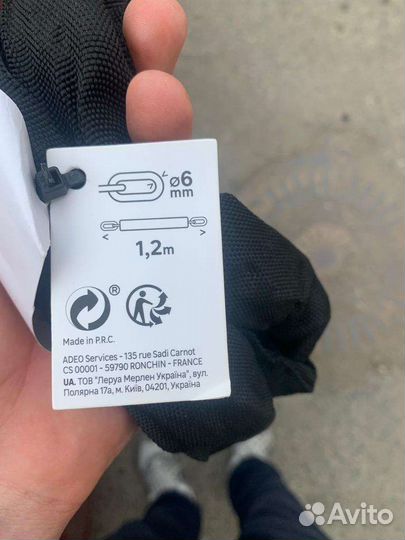 ø6
mm
1,2m
®
Made in P.R.C.
ADEO Services - 135 rue Sadi Carnot
CS 00001 - 59790 RONCHIN - FRANCE
UA. ТОВ "Леруа Мерлен Україна", вул.
Полярна 17а, м. Київ, 04201, Україна
Avito